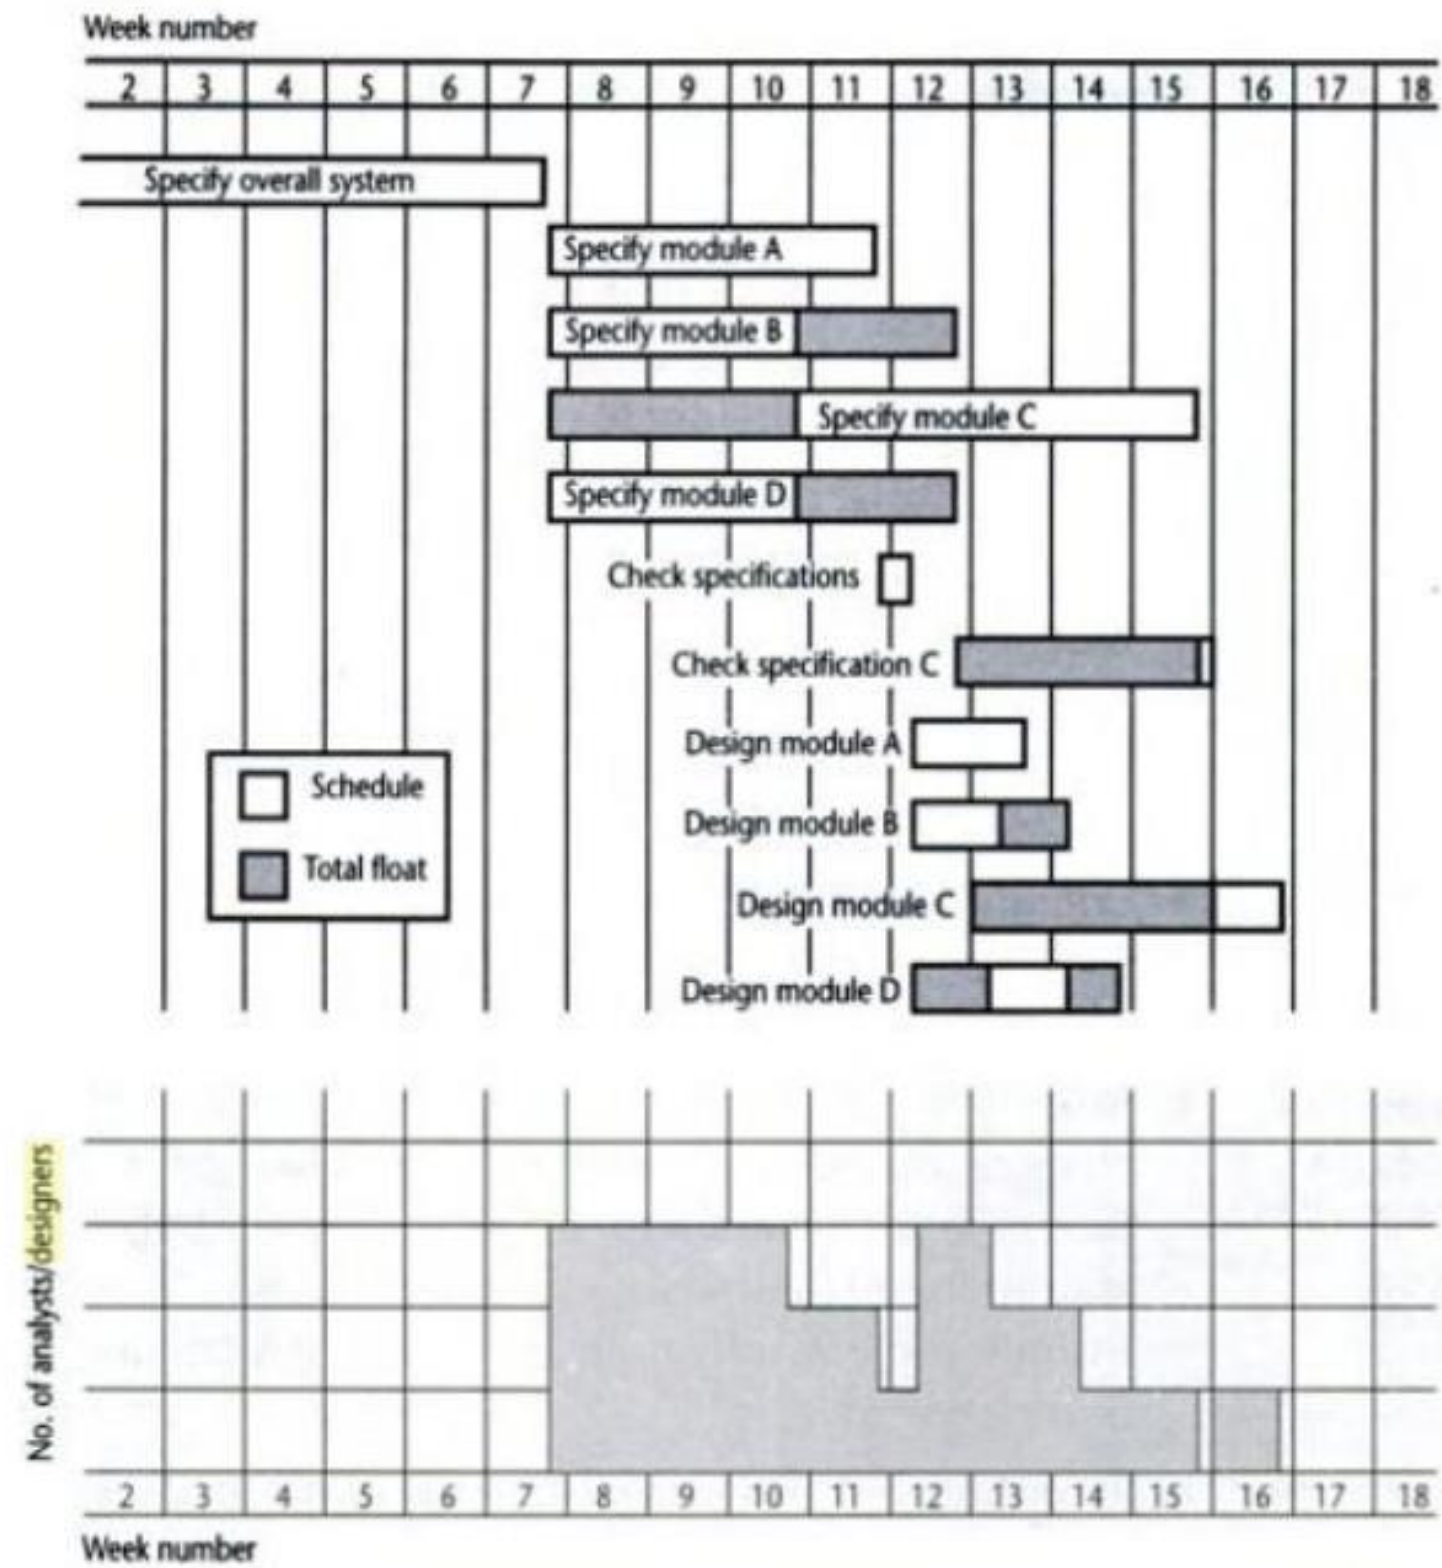 Week number
2 3 4 5 6 7 8 9 10 11 12 13 14 15 16 17 18
Specify overall system
Specify module A
Specify module B
Specify module C
Specify module D
Check specifications
Check specification C
Design module A
Schedule
Design module B
Total float
Design module C
Design module D
No. of analysts/designers
2 3 4 5 6 7 8 9 10 11 12 13 14 15 16 17 18
Week number